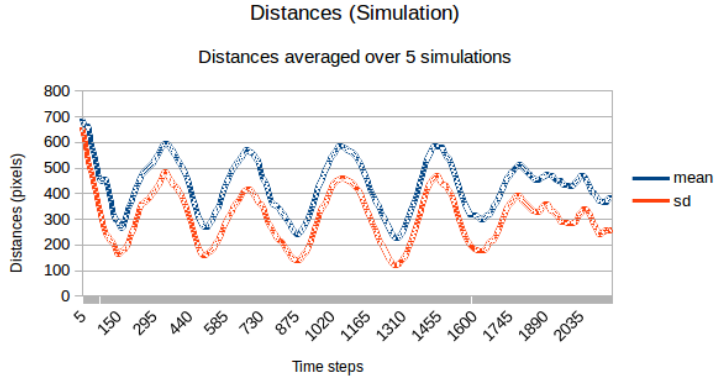 Distances (Simulation)
Distances averaged over 5 simulations
Distances (pixels)
800
700
600
500
400
300
200
100
0
5 150 295 440 585 730 875 1020 1165 1310 1455 1600 1745 1890 2035
Time steps
mean
sd